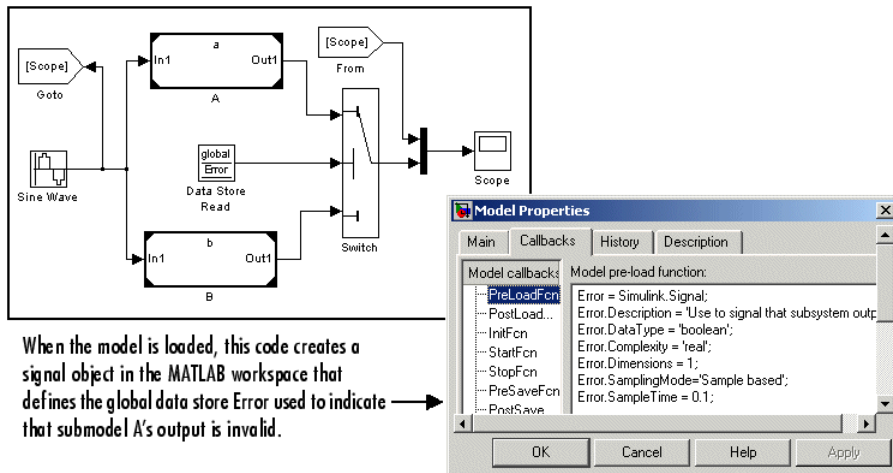 a
[Scope]
[Scope]
In1
Out1
From
Goto
A
global
Error
Sine Wave
Data Store
Read
Scope
b
In1
Out1
Switch
B
Model Properties
Main
Callbacks
History
Description
Model callbacks
Model pre-load function:
PreLoadFcn
PostLoad...
InitFcn
StartFcn
StopFcn
PreSaveFcn
PostSave
Error = Simulink.Signal;
Error.Description = 'Use to signal that subsystem outp
Error.DataType = 'boolean';
Error.Complexity = 'real';
Error.Dimensions = 1;
Error.SamplingMode='Sample based';
Error.SampleTime = 0.1;
OK
Cancel
Help
Apply
When the model is loaded, this code creates a
signal object in the MATLAB workspace that
defines the global data store Error used to indicate
that submodel A's output is invalid.